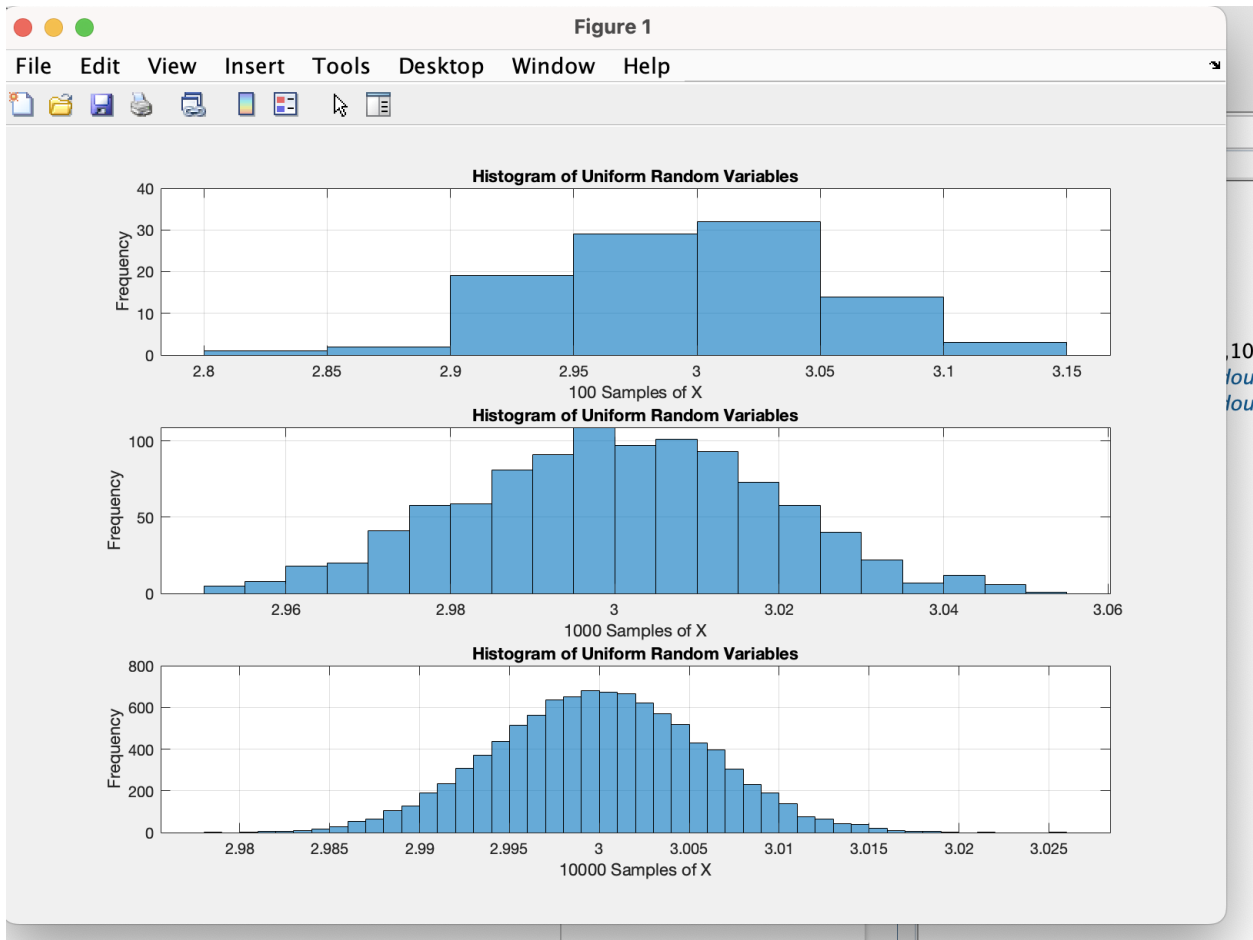 Figure 1
File Edit View Insert Tools Desktop Window Help
Histogram of Uniform Random Variables
40
30
20
10
0
Frequency
2.8 2.85 2.9 2.95 3 3.05 3.1 3.15
100 Samples of X
,10
dou
dou
Histogram of Uniform Random Variables
100
50
0
Frequency
2.96 2.98 3 3.02 3.04 3.06
1000 Samples of X
Histogram of Uniform Random Variables
800
600
400
200
0
Frequency
2.98 2.985 2.99 2.995 3 3.005 3.01 3.015 3.02 3.025
10000 Samples of X